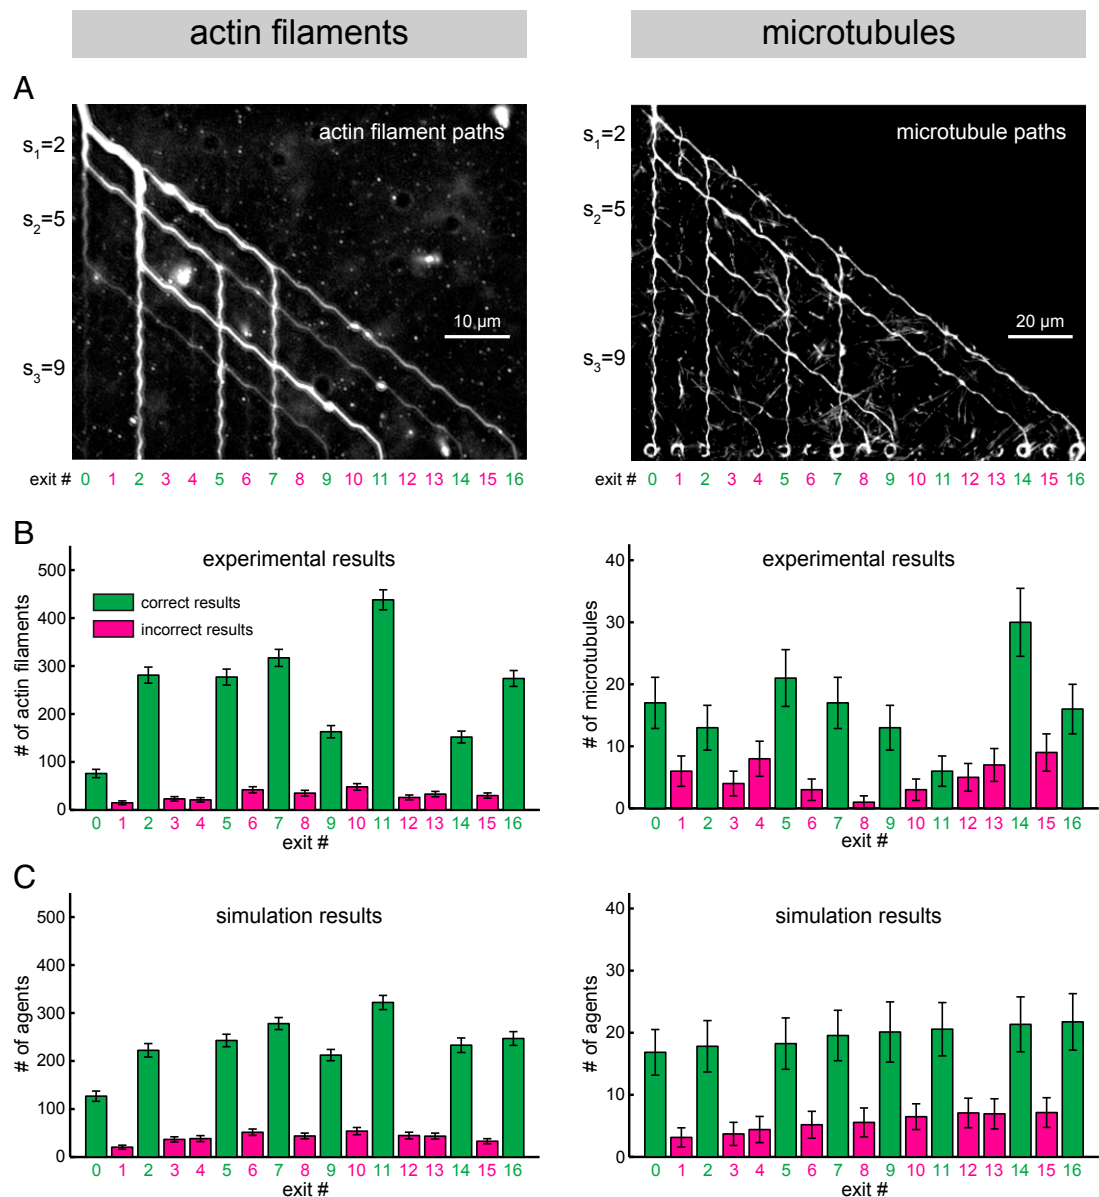 actin filaments
microtubules
A
actin filament paths
s1=2
s2=5
s3=9
10 µm
exit # 0 1 2 3 4 5 6 7 8 9 10 11 12 13 14 15 16
microtubule paths
s1=2
s2=5
s3=9
20 µm
exit # 0 1 2 3 4 5 6 7 8 9 10 11 12 13 14 15 16
B
experimental results
correct results
incorrect results
# of actin filaments
500
400
300
200
100
0
0 1 2 3 4 5 6 7 8 9 10 11 12 13 14 15 16
exit #
experimental results
# of microtubules
40
30
20
10
0
0 1 2 3 4 5 6 7 8 9 10 11 12 13 14 15 16
exit #
C
simulation results
# of agents
500
400
300
200
100
0
0 1 2 3 4 5 6 7 8 9 10 11 12 13 14 15 16
exit #
simulation results
# of agents
40
30
20
10
0
0 1 2 3 4 5 6 7 8 9 10 11 12 13 14 15 16
exit #